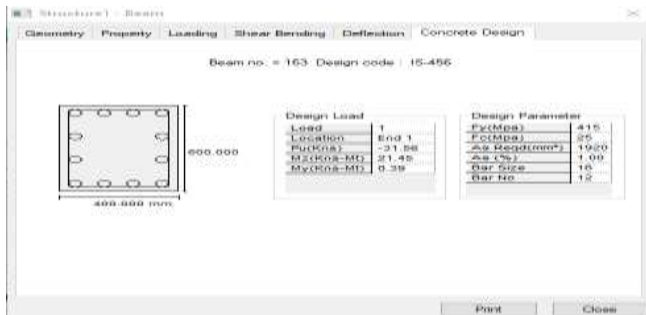 Structure1 - Beam
Geometry Property Loading Shear Bending Deflection Concrete Design
Beam no. = 163 Design code : IS-456
600.000
400.000 mm
Design Load
Load 1
Location End 1
Pu(Kns) -31.56
Mz(Kns-Mt) 21.45
My(Kns-Mt) 0.39
Design Parameter
Fy(Mpa) 415
Fc(Mpa) 25
As Reqd(mm²) 1920
As (%) 1.00
Bar Size 16
Bar No 12
Print Close